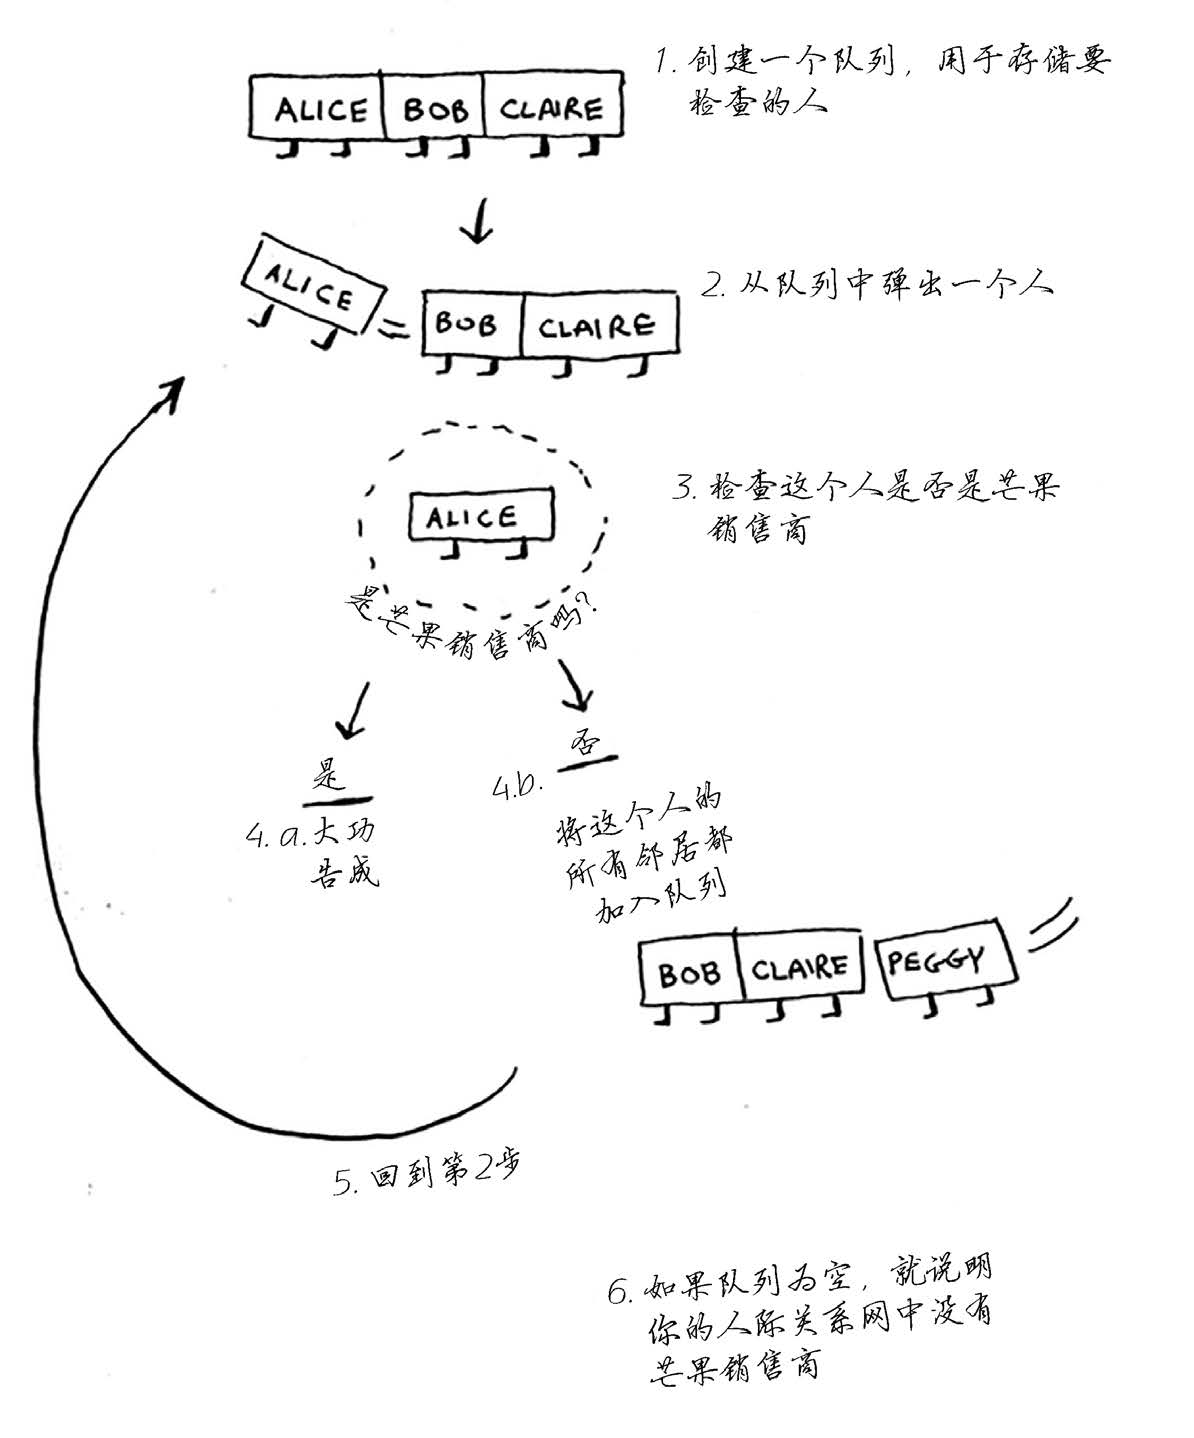 1. 创建一个队列，用于存储要
检查的人
ALICE BOB CLAIRE
2. 从队列中弹出一个人
ALICE BOB CLAIRE
3. 检查这个人是否是芒果
销售商
ALICE
是芒果销售商吗？
是
4.a. 大功
告成
否
4.b.
将这个人的
所有邻居都
加入队列
BOB CLAIRE PEGGY
5. 回到第2步
6. 如果队列为空，就说明
你的人际关系网中没有
芒果销售商